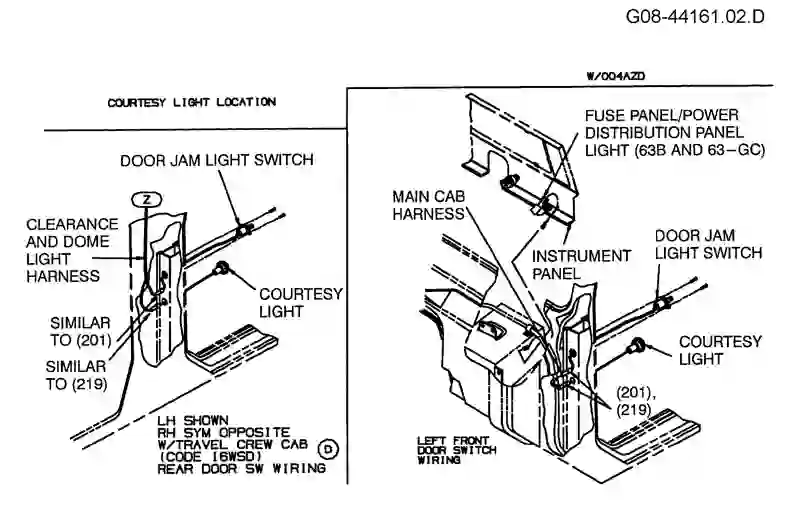 G08-44161.02.D
COURTESY LIGHT LOCATION
W/004AZD
DOOR JAM LIGHT SWITCH
Z
CLEARANCE
AND DOME
LIGHT
HARNESS
COURTESY
LIGHT
SIMILAR
TO (201)
SIMILAR
TO (219)
LH SHOWN
RH SYM OPPOSITE
W/TRAVEL CREW CAB
(CODE 16WSD)
REAR DOOR SW WIRING
D
FUSE PANEL/POWER
DISTRIBUTION PANEL
LIGHT (63B AND 63-GC)
MAIN CAB
HARNESS
INSTRUMENT
PANEL
DOOR JAM
LIGHT SWITCH
COURTESY
LIGHT
(201),
(219)
LEFT FRONT
DOOR SWITCH
WIRING